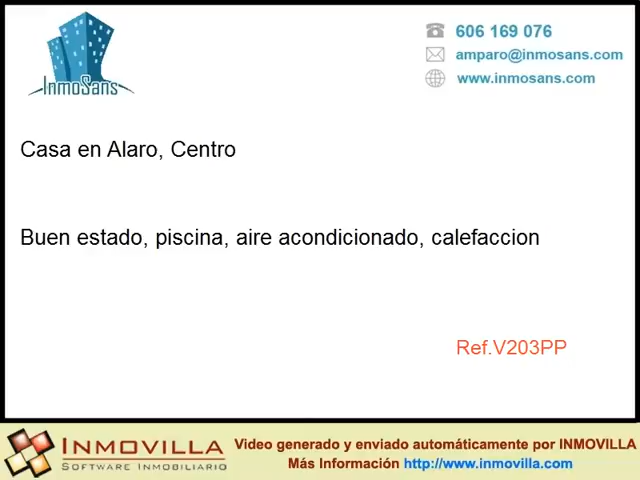 InmoSans
606 169 076
amparo@inmosans.com
www.inmosans.com
Casa en Alaro, Centro
Buen estado, piscina, aire acondicionado, calefaccion
Ref.V203PP
INMOVILLA
SOFTWARE INMOBILIARIO
Video generado y enviado automáticamente por INMOVILLA
Más Información http://www.inmovilla.com